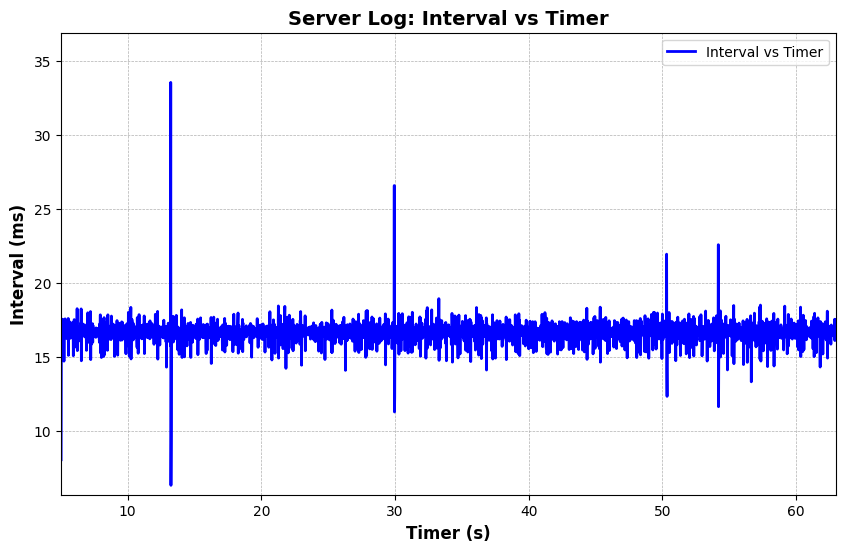 Server Log: Interval vs Timer
Interval vs Timer
35
30
25
20
15
10
Interval (ms)
10 20 30 40 50 60
Timer (s)